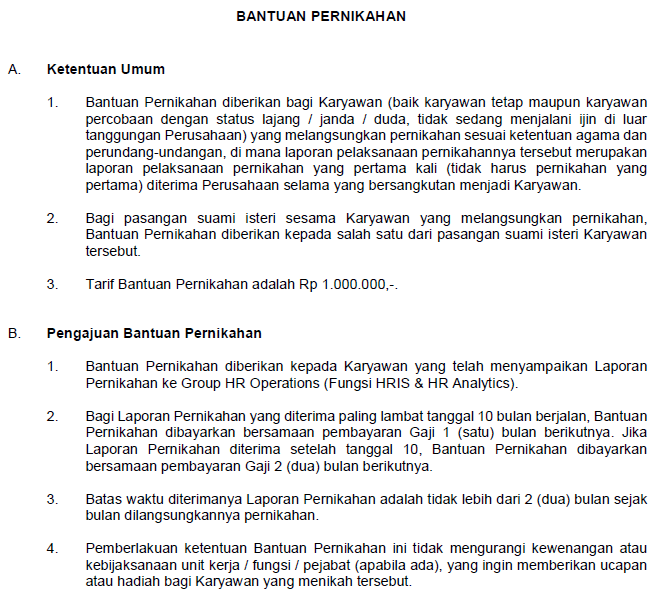 BANTUAN PERNIKAHAN
A. Ketentuan Umum
1. Bantuan Pernikahan diberikan bagi Karyawan (baik karyawan tetap maupun karyawan
percobaan dengan status lajang / janda / duda, tidak sedang menjalani ijin di luar
tanggungan Perusahaan) yang melangsungkan pernikahan sesuai ketentuan agama dan
perundang-undangan, di mana laporan pelaksanaan pernikahannya tersebut merupakan
laporan pelaksanaan pernikahan yang pertama kali (tidak harus pernikahan yang
pertama) diterima Perusahaan selama yang bersangkutan menjadi Karyawan.
2. Bagi pasangan suami isteri sesama Karyawan yang melangsungkan pernikahan,
Bantuan Pernikahan diberikan kepada salah satu dari pasangan suami isteri Karyawan
tersebut.
3. Tarif Bantuan Pernikahan adalah Rp 1.000.000,-.
B. Pengajuan Bantuan Pernikahan
1. Bantuan Pernikahan diberikan kepada Karyawan yang telah menyampaikan Laporan
Pernikahan ke Group HR Operations (Fungsi HRIS & HR Analytics).
2. Bagi Laporan Pernikahan yang diterima paling lambat tanggal 10 bulan berjalan, Bantuan
Pernikahan dibayarkan bersamaan pembayaran Gaji 1 (satu) bulan berikutnya. Jika
Laporan Pernikahan diterima setelah tanggal 10, Bantuan Pernikahan dibayarkan
bersamaan pembayaran Gaji 2 (dua) bulan berikutnya.
3. Batas waktu diterimanya Laporan Pernikahan adalah tidak lebih dari 2 (dua) bulan sejak
bulan dilangsungkannya pernikahan.
4. Pemberlakuan ketentuan Bantuan Pernikahan ini tidak mengurangi kewenangan atau
kebijaksanaan unit kerja / fungsi / pejabat (apabila ada), yang ingin memberikan ucapan
atau hadiah bagi Karyawan yang menikah tersebut.